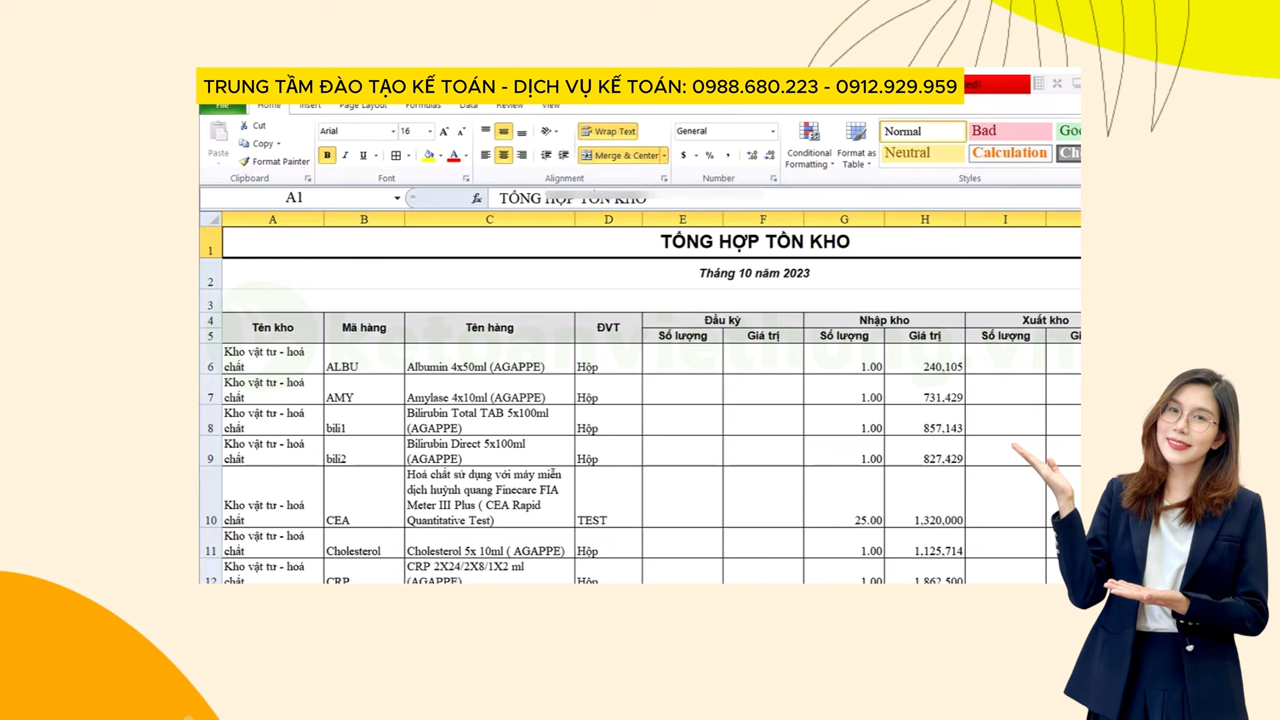 TRUNG TẦM ĐÀO TẠO KẾ TOÁN - DỊCH VỤ KẾ TOÁN: 0988.680.223 - 0912.929.959
File Home Insert Page Layout Formulas Data Review View
Cut
Copy
Format Painter
Paste
Clipboard
Arial 16
B I U
Font
Wrap Text
Merge & Center
Alignment
General
$ % ,
Number
Conditional Formatting
Format as Table
Normal Bad
Neutral Calculation
Styles
A1 fx TỔNG HỢP TỒN KHO
A B C D E F G H I
1 TỔNG HỢP TỒN KHO
2 Tháng 10 năm 2023
3
4 Tên kho Mã hàng Tên hàng ĐVT Đầu kỳ Nhập kho Xuất kho
5 Số lượng Giá trị Số lượng Giá trị Số lượng
Kho vật tư - hoá
6 chất ALBU Albumin 4x50ml (AGAPPE) Hộp 1.00 240,105
Kho vật tư - hoá
7 chất AMY Amylase 4x10ml (AGAPPE) Hộp 1.00 731,429
Kho vật tư - hoá Bilirubin Total TAB 5x100ml
8 chất bili1 (AGAPPE) Hộp 1.00 857,143
Kho vật tư - hoá Bilirubin Direct 5x100ml
9 chất bili2 (AGAPPE) Hộp 1.00 827,429
Hoá chất sử dụng với máy miễn
dịch huỳnh quang Finecare FIA
Kho vật tư - hoá Meter III Plus ( CEA Rapid
10 chất CEA Quantitative Test) TEST 25.00 1,320,000
Kho vật tư - hoá
11 chất Cholesterol Cholesterol 5x 10ml ( AGAPPE) Hộp 1.00 1,125,714
Kho vật tư - hoá CRP 2X24/2X8/1X2 ml
12 chất CRP (AGAPPE) Hộp 1.00 1,862,500